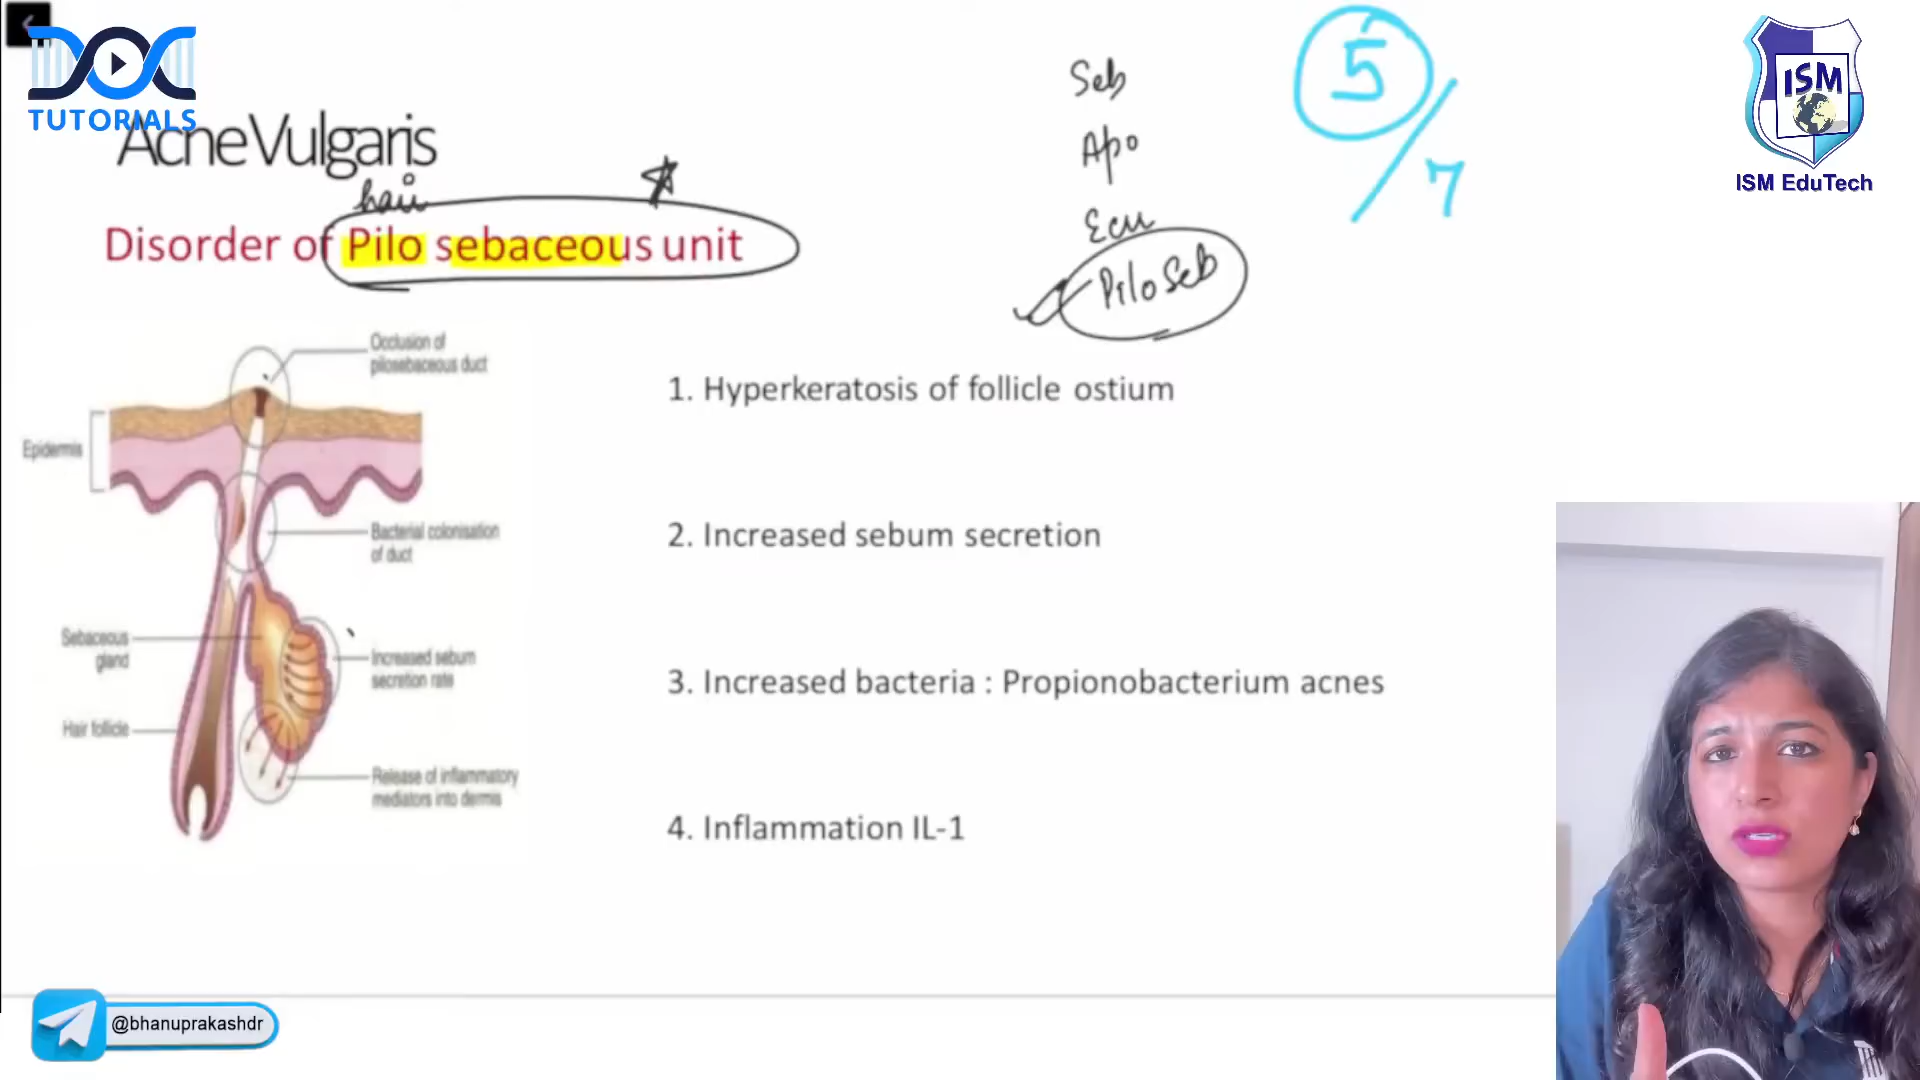 DOC
TUTORIALS
Acne Vulgaris
hair
Disorder of Pilo sebaceous unit
Seb
Apo
Ecu
PiloSeb
5/7
ISM
ISM EduTech
Occlusion of
pilosebaceous duct
Epidermis
Bacterial colonisation
of duct
Sebaceous
gland
Increased sebum
secretion rate
Hair follicle
Release of inflammatory
mediators into dermis
1. Hyperkeratosis of follicle ostium
2. Increased sebum secretion
3. Increased bacteria : Propionobacterium acnes
4. Inflammation IL-1
@bhanuprakashdr